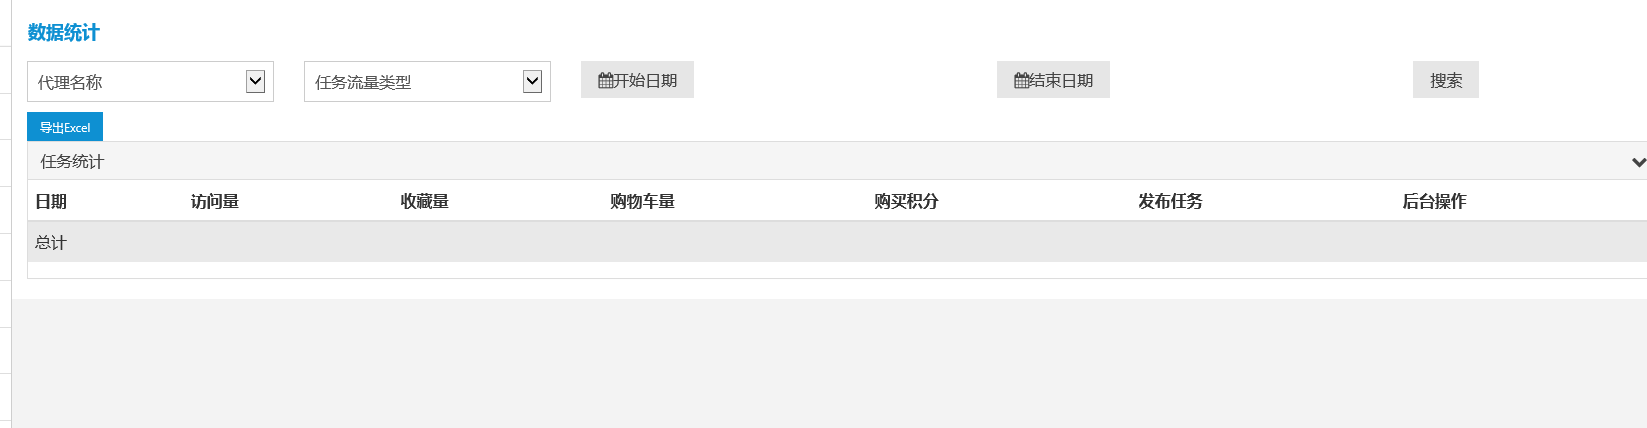 数据统计
代理名称 任务流量类型 开始日期 结束日期 搜索
导出Excel
任务统计
日期 访问量 收藏量 购物车量 购买积分 发布任务 后台操作
总计